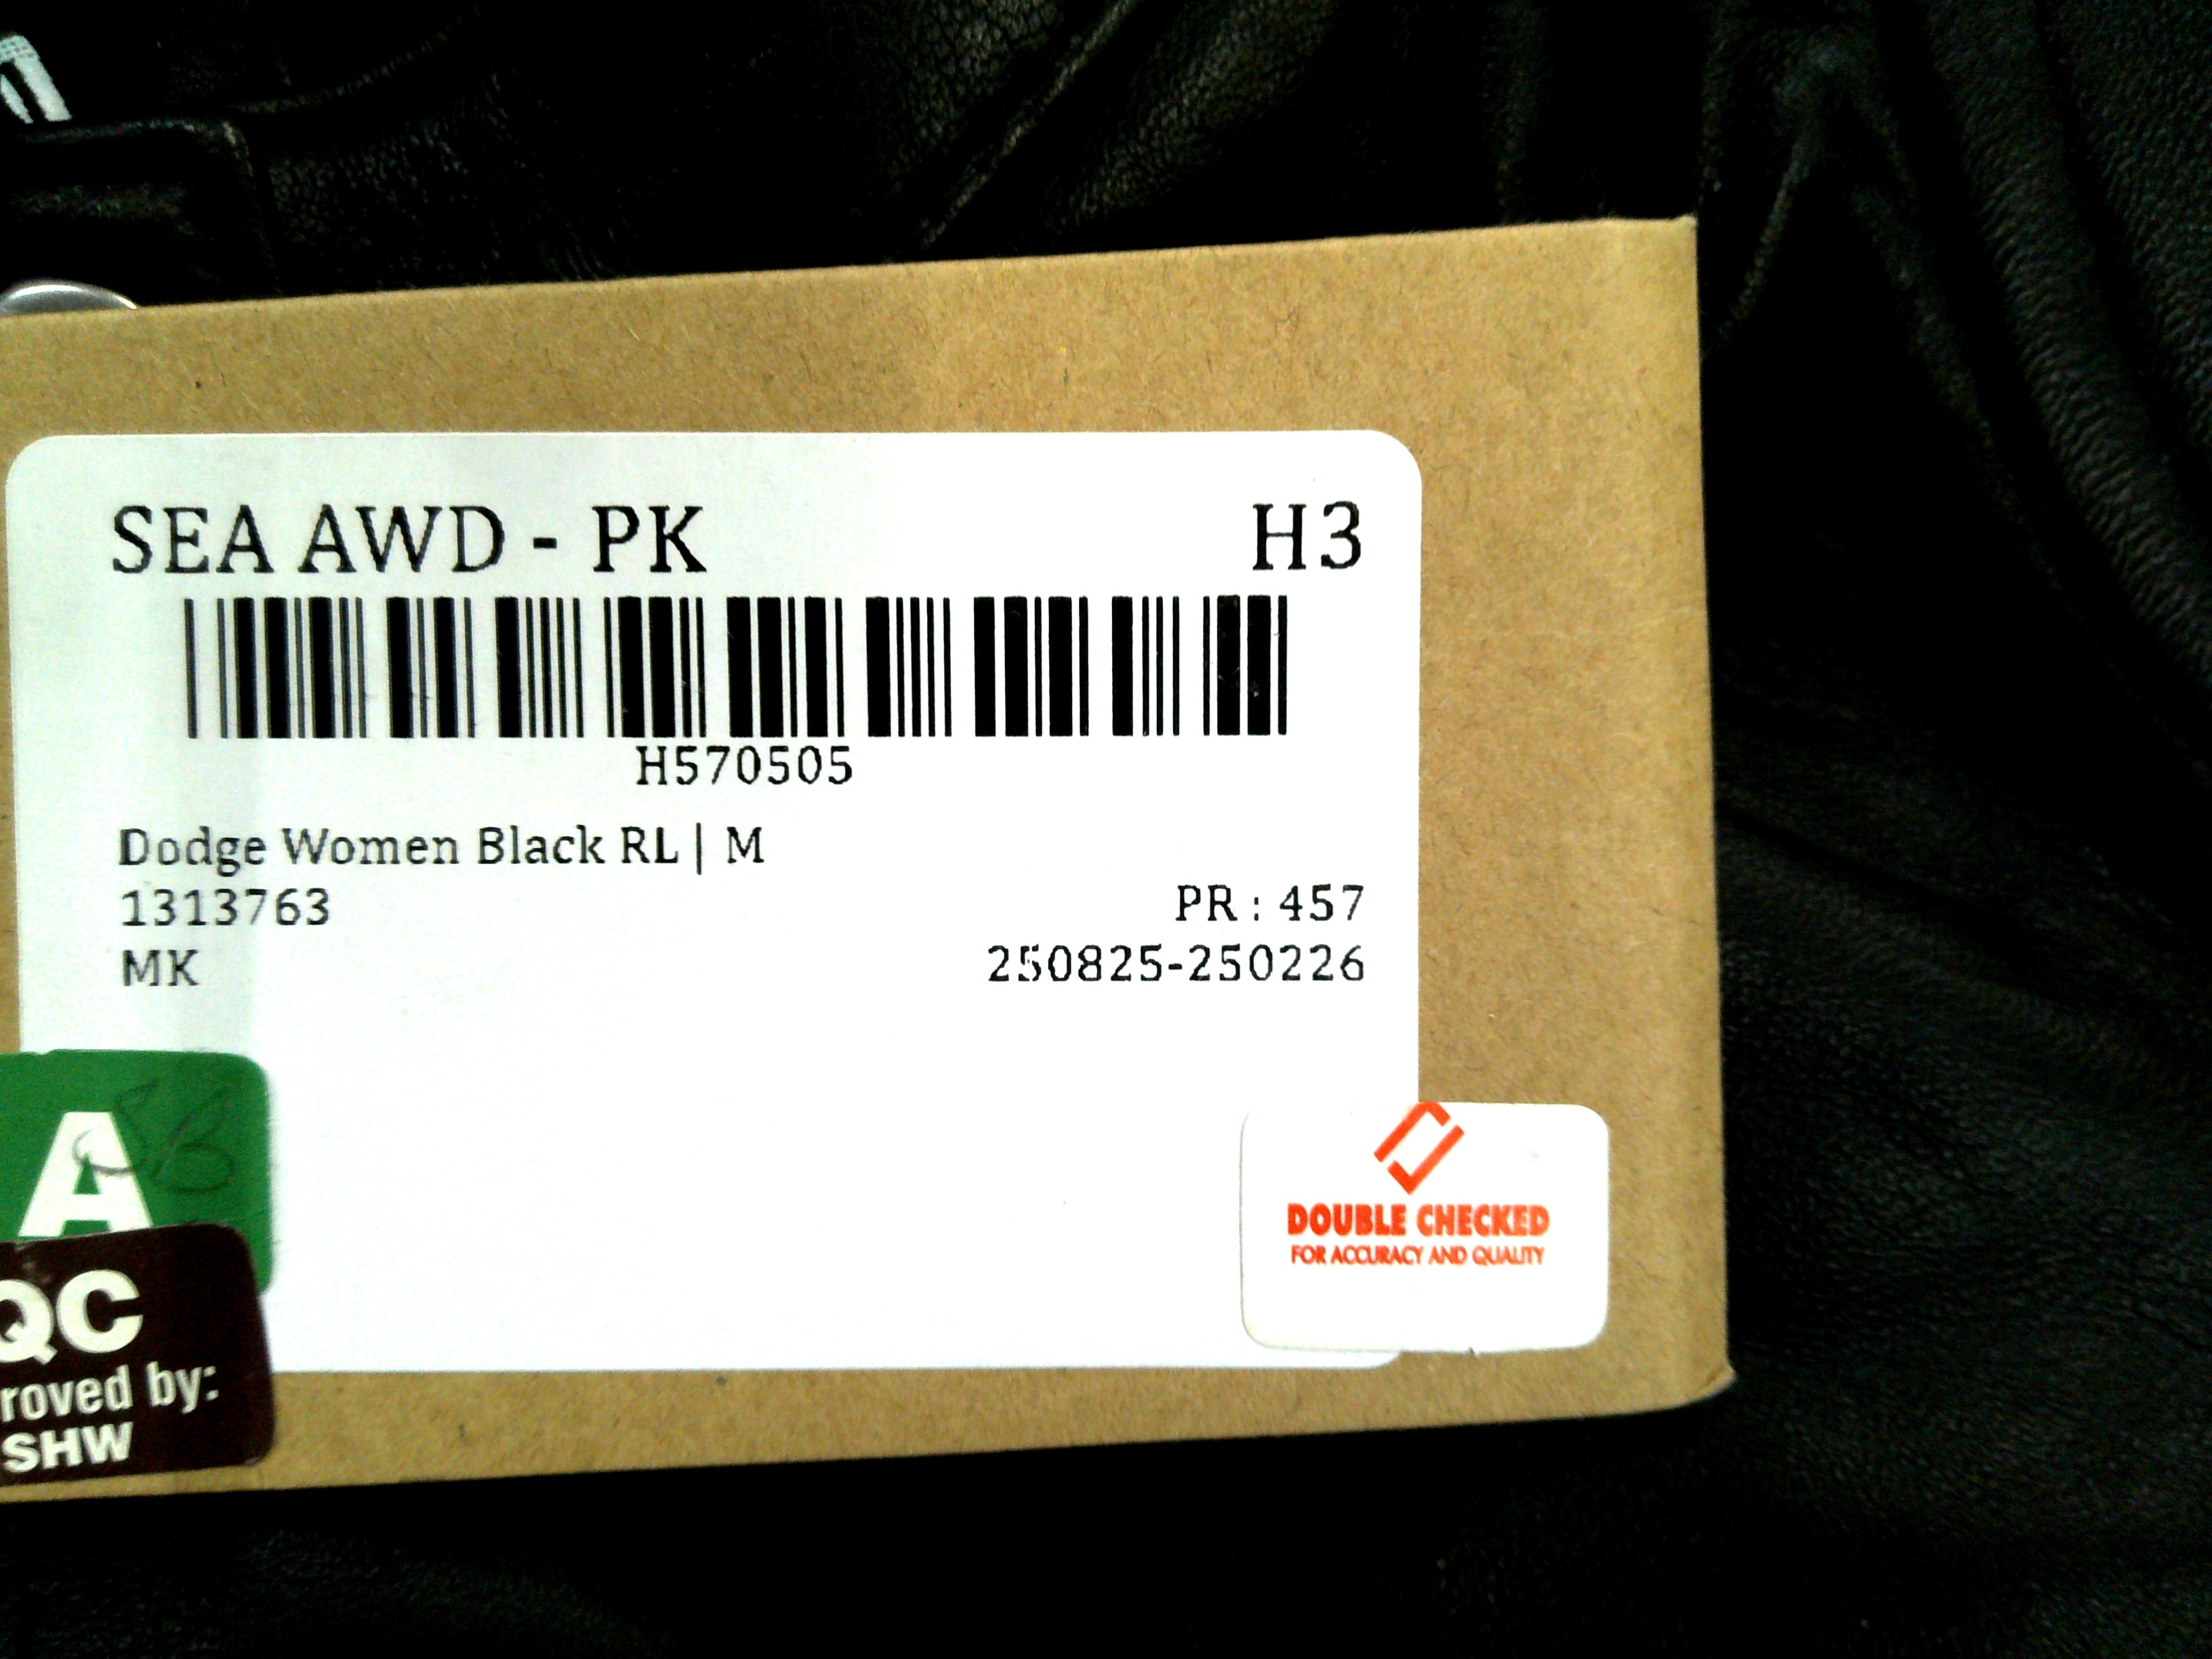 SEA AWD - PK H3
H570505
Dodge Women Black RL | M
1313763 PR : 457
MK 250825-250226
A
QC
roved by:
SHW
DOUBLE CHECKED
FOR ACCURACY AND QUALITY